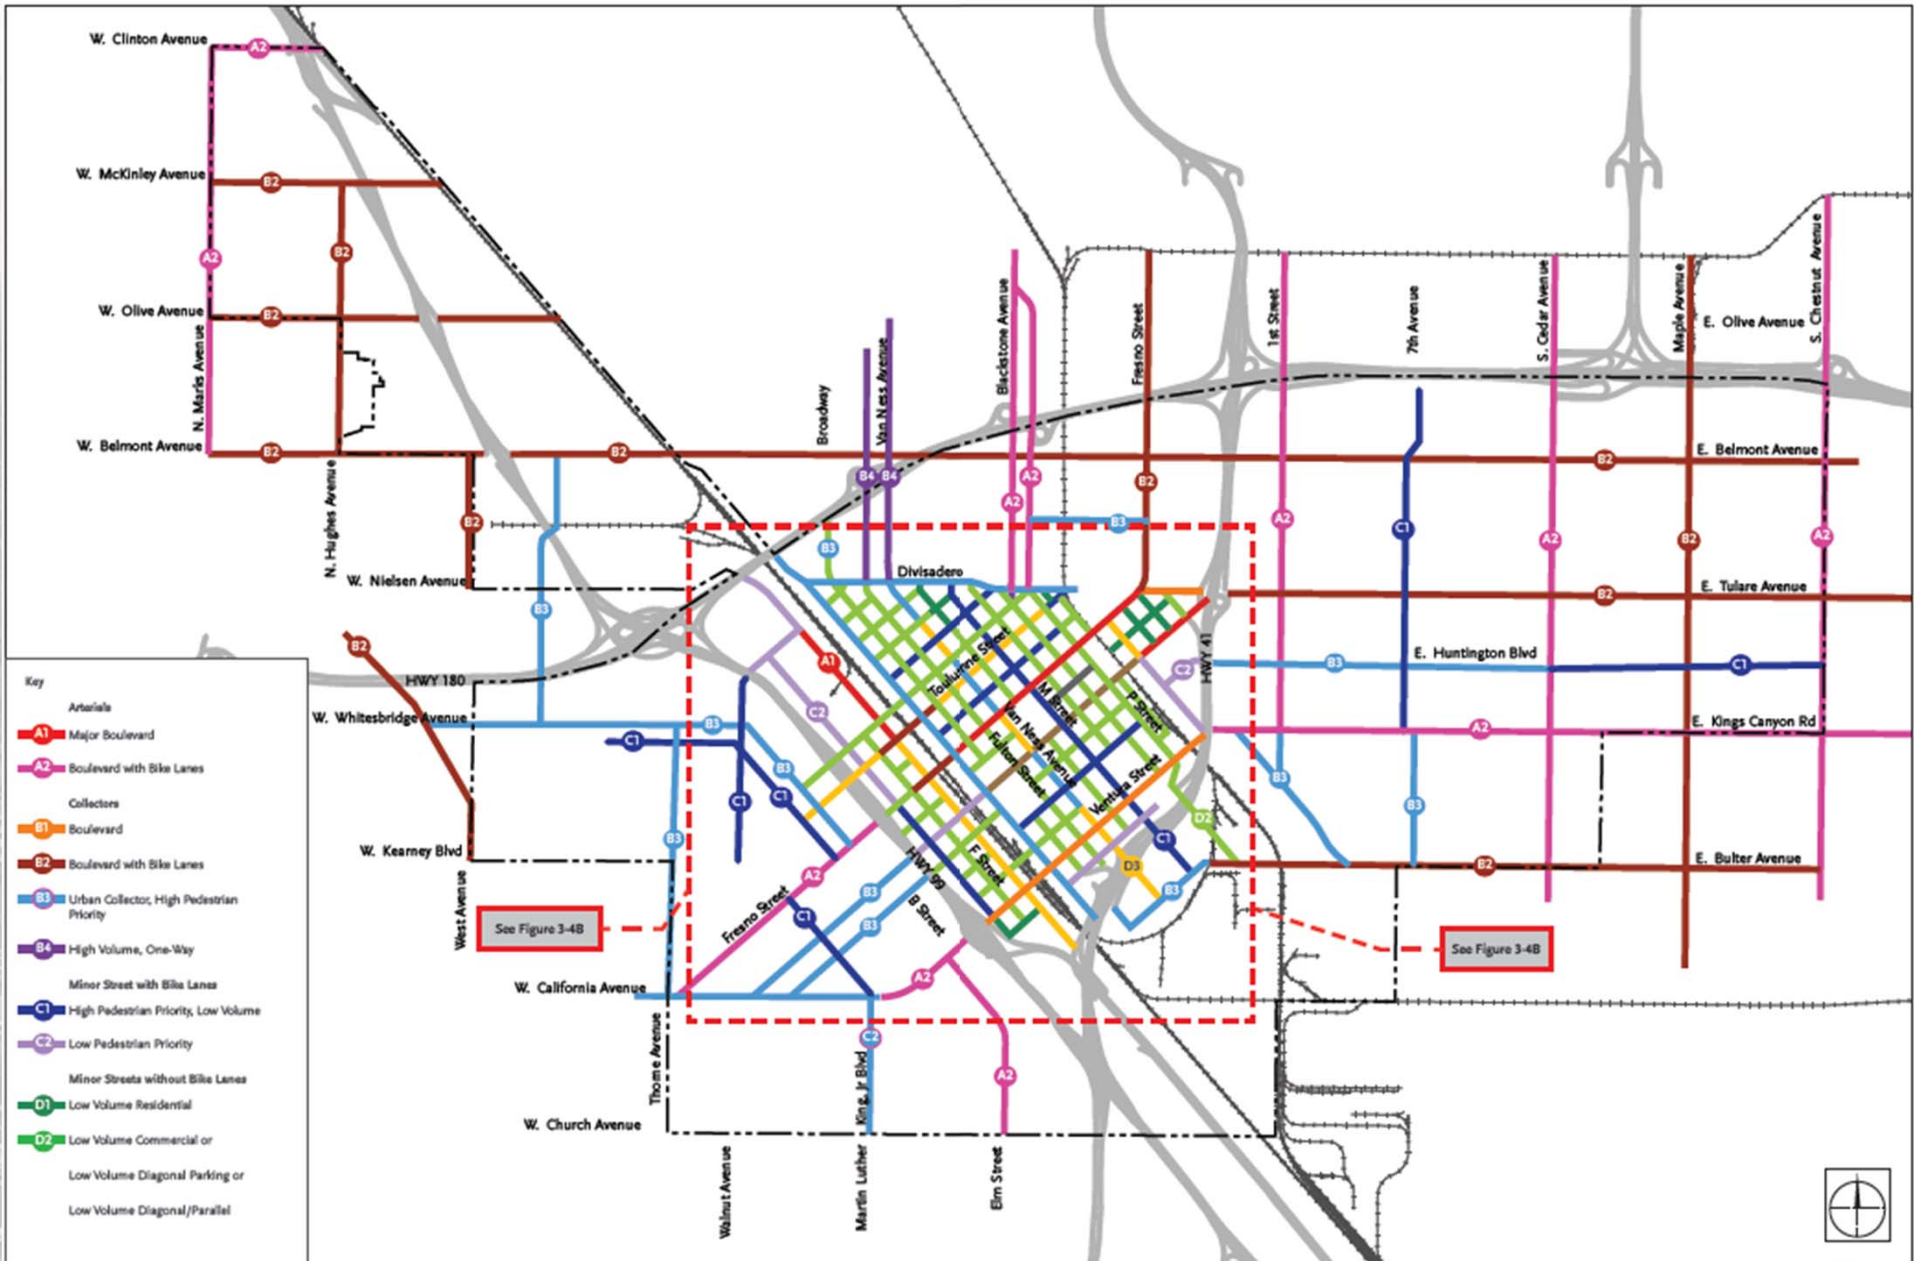 W. Clinton Avenue
A2
W. McKinley Avenue
B2
B2
A2
W. Olive Avenue
B2
N. Marks Avenue
W. Belmont Avenue
B2
B2
N. Hughes Avenue
B2
W. Nielsen Avenue
B3
B2
HWY 180
W. Whitesbridge Avenue
B3
C1
C1
C1
B3
B3
W. Kearney Blvd
West Avenue
See Figure 3-4B
W. California Avenue
Thorne Avenue
W. Church Avenue
Walnut Avenue
Martin Luther King, Jr Blvd
C2
Elm Street
A2
A2
Fresno Street
A2
C1
B3
B3
B Street
HWY 99
F Street
Broadway
Van Ness Avenue
B4
B4
B3
Divisadero
Blackstone Avenue
A2
A2
B3
Fresno Street
B2
A1
C2
Toulumne Street
M Street
P Street
Van Ness Avenue
Fulton Street
Ventura Street
C2
HWY 41
D2
C1
D3
B3
1st Street
A2
7th Avenue
C1
S. Cedar Avenue
A2
Maple Avenue
B2
S. Chestnut Avenue
A2
E. Olive Avenue
E. Belmont Avenue
B2
E. Tulare Avenue
B2
E. Huntington Blvd
B3
C1
E. Kings Canyon Rd
A2
B3
B3
E. Bulter Avenue
B2
See Figure 3-4B
Key
Arterials
A1 Major Boulevard
A2 Boulevard with Bike Lanes
Collectors
B1 Boulevard
B2 Boulevard with Bike Lanes
B3 Urban Collector, High Pedestrian
Priority
B4 High Volume, One-Way
Minor Street with Bike Lanes
C1 High Pedestrian Priority, Low Volume
C2 Low Pedestrian Priority
Minor Streets without Bike Lanes
D1 Low Volume Residential
D2 Low Volume Commercial or
Low Volume Diagonal Parking or
Low Volume Diagonal/Parallel